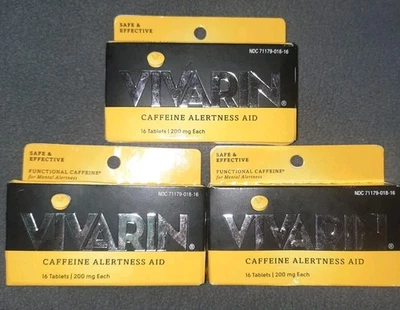 SAFE &
EFFECTIVE
NDC 71179-018-16
VIVARIN®
CAFFEINE ALERTNESS AID
16 Tablets | 200 mg Each
SAFE &
EFFECTIVE
FUNCTIONAL CAFFEINE®
for Mental Alertness
NDC 71179-018-16
VIVARIN®
CAFFEINE ALERTNESS AID
16 Tablets | 200 mg Each
SAFE &
EFFECTIVE
FUNCTIONAL CAFFEINE®
for Mental Alertness
NDC 71179-018-16
VIVARIN®
CAFFEINE ALERTNESS AID
16 Tablets | 200 mg Each